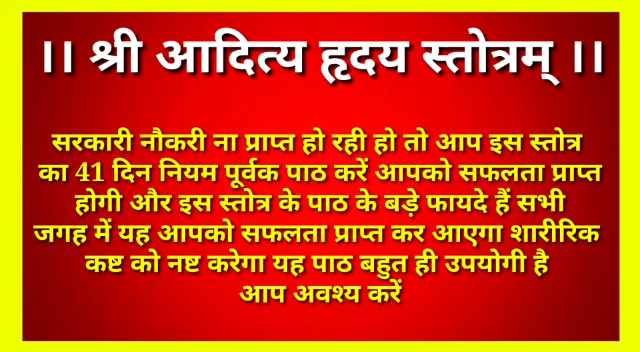 ।। श्री आदित्य हृदय स्तोत्रम् ।।
सरकारी नौकरी ना प्राप्त हो रही हो तो आप इस स्तोत्र
का 41 दिन नियम पूर्वक पाठ करें आपको सफलता प्राप्त
होगी और इस स्तोत्र के पाठ के बड़े फायदे हैं सभी
जगह में यह आपको सफलता प्राप्त कर आएगा शारीरिक
कष्ट को नष्ट करेगा यह पाठ बहुत ही उपयोगी है
आप अवश्य करें